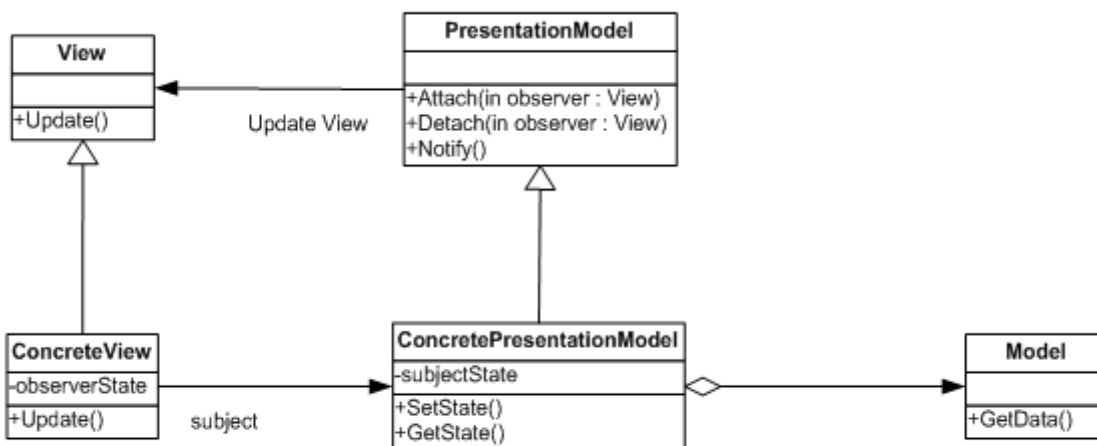 View
+Update()
PresentationModel
+Attach(in observer : View)
+Detach(in observer : View)
+Notify()
Update View
ConcreteView
-observerState
+Update()
subject
ConcretePresentationModel
-subjectState
+SetState()
+GetState()
Model
+GetData()